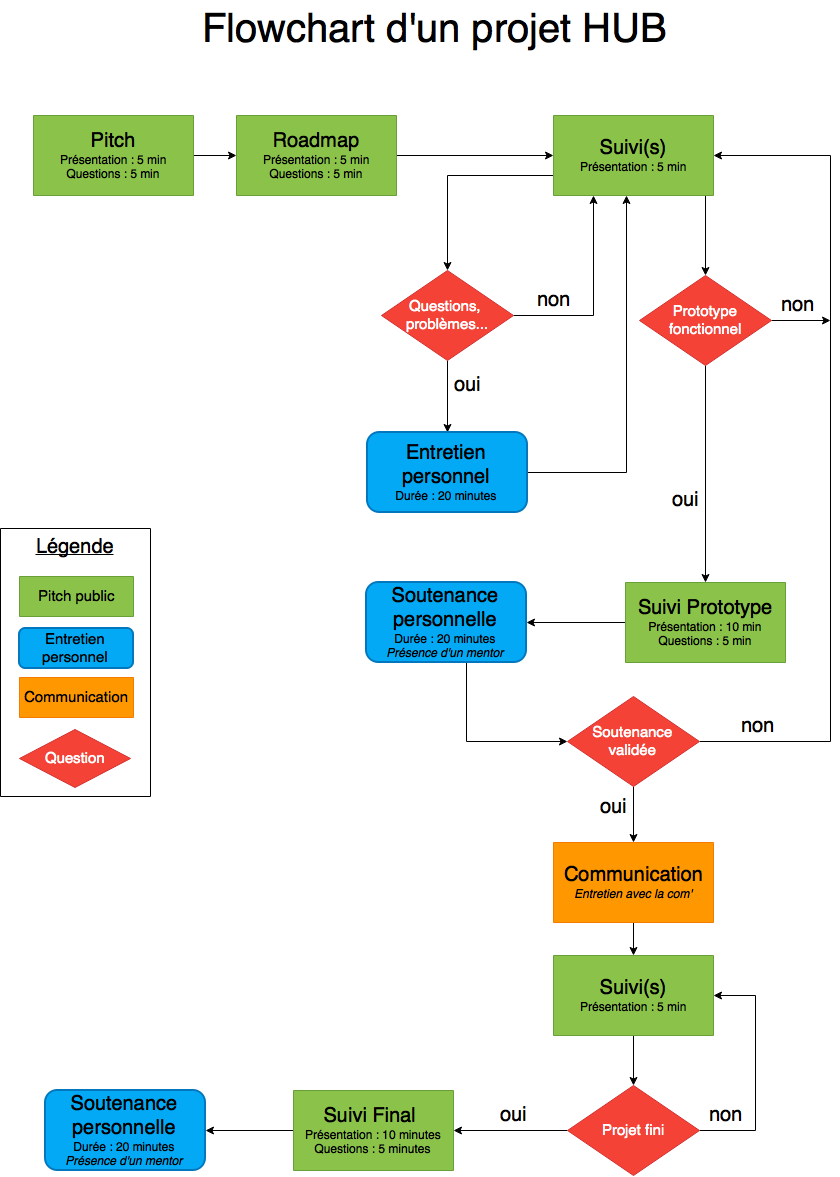 Flowchart d'un projet HUB
Pitch
Présentation : 5 min
Questions : 5 min
Roadmap
Présentation : 5 min
Questions : 5 min
Suivi(s)
Présentation : 5 min
Questions,
problèmes...
non
oui
Prototype
fonctionnel
non
oui
Entretien
personnel
Durée : 20 minutes
Légende
Pitch public
Entretien
personnel
Communication
Question
Soutenance
personnelle
Durée : 20 minutes
Présence d'un mentor
Suivi Prototype
Présentation : 10 min
Questions : 5 min
Soutenance
validée
non
oui
Communication
Entretien avec la com'
Suivi(s)
Présentation : 5 min
Projet fini
non
oui
Suivi Final
Présentation : 10 minutes
Questions : 5 minutes
Soutenance
personnelle
Durée : 20 minutes
Présence d'un mentor